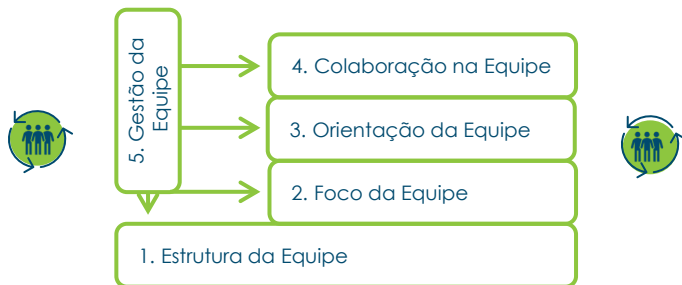 5. Gestão da
Equipe
4. Colaboração na Equipe
3. Orientação da Equipe
2. Foco da Equipe
1. Estrutura da Equipe